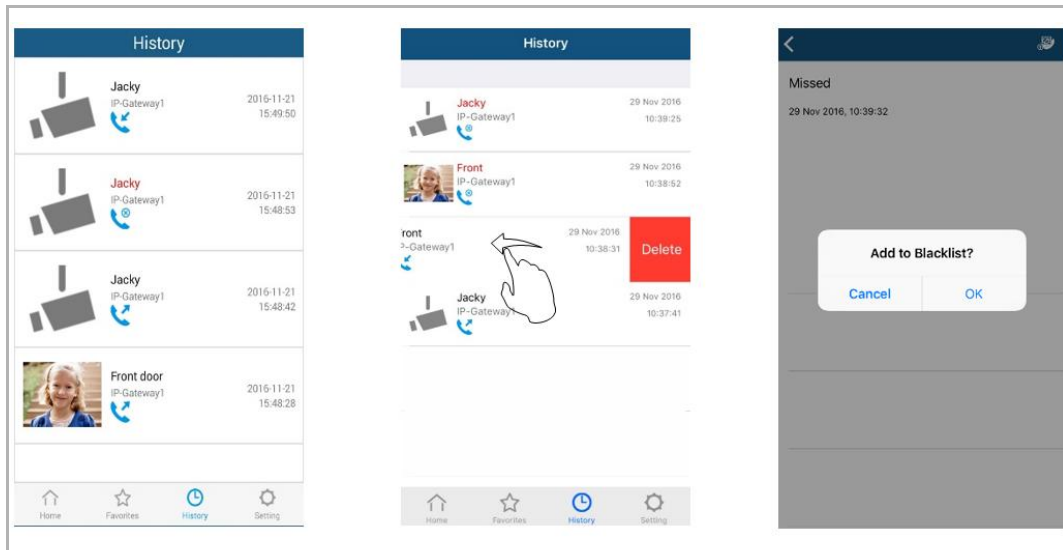 History
Jacky
IP-Gateway1
2016-11-21
15:49:50
Jacky
IP-Gateway1
2016-11-21
15:48:53
Jacky
IP-Gateway1
2016-11-21
15:48:42
Front door
IP-Gateway1
2016-11-21
15:48:28
Home
Favorites
History
Setting
History
Jacky
IP-Gateway1
29 Nov 2016
10:39:25
Front
IP-Gateway1
29 Nov 2016
10:38:52
ront
P-Gateway1
29 Nov 2016
10:38:31
Delete
Jacky
IP-Gateway1
29 Nov 2016
10:37:41
Home
Favorites
History
Setting
Missed
29 Nov 2016, 10:39:32
Add to Blacklist?
Cancel
OK